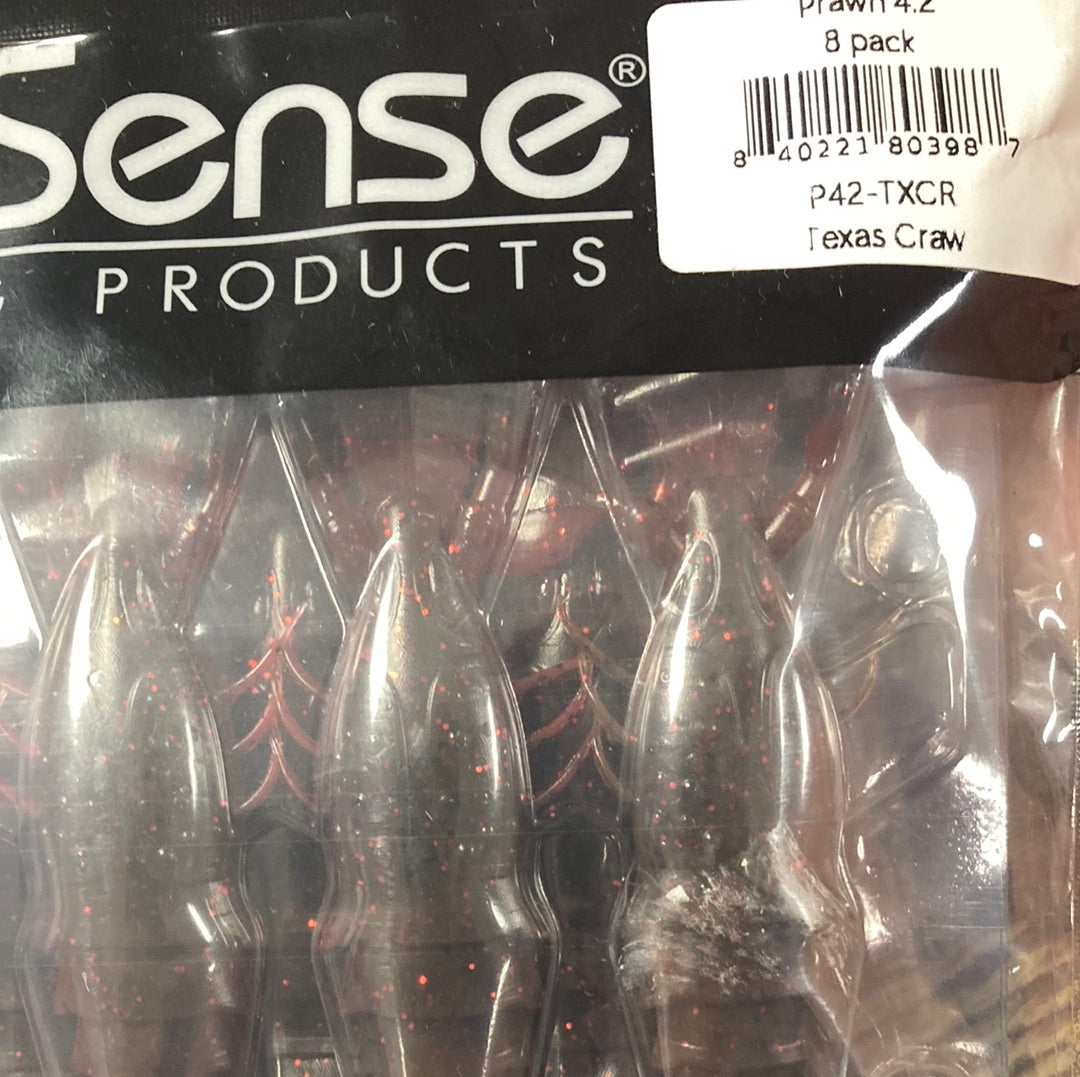 Sense®
PRODUCTS
prawn 4.2
8 pack
8 40221 80398 7
P42-TXCR
Texas Craw